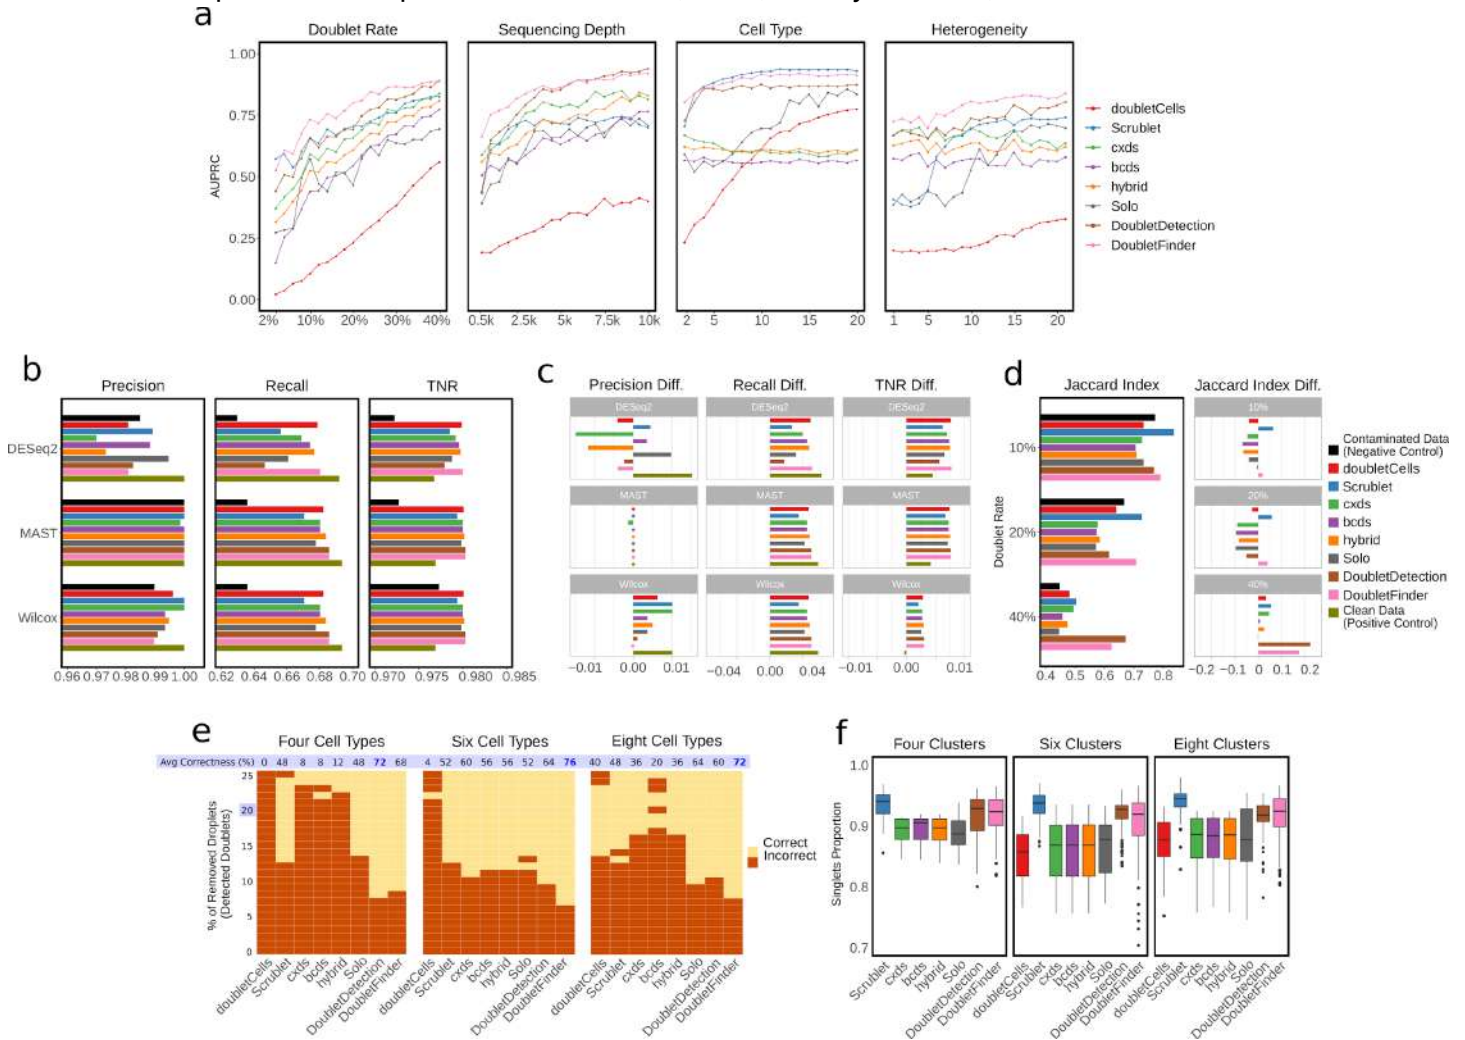 a
Doublet Rate Sequencing Depth Cell Type Heterogeneity
1.00
0.75
0.50
0.25
0.00
AUPRC
2% 10% 20% 30% 40% 0.5k 2.5k 5k 7.5k 10k 2 5 10 15 20 1 5 10 15 20
doubletCells
Scrublet
cxds
bcds
hybrid
Solo
DoubletDetection
DoubletFinder
b
Precision Recall TNR
DESeq2
MAST
Wilcox
0.96 0.97 0.98 0.99 1.00 0.62 0.64 0.66 0.68 0.70 0.970 0.975 0.980 0.985
c
Precision Diff. Recall Diff. TNR Diff.
DESeq2 DESeq2 DESeq2
MAST MAST MAST
Wilcox Wilcox Wilcox
−0.01 0.00 0.01 −0.04 0.00 0.04 −0.01 0.00 0.01
d
Jaccard Index Jaccard Index Diff.
Doublet Rate
10% 10%
20% 20%
40% 40%
0.4 0.5 0.6 0.7 0.8 −0.2 −0.1 0 0.1 0.2
Contaminated Data
(Negative Control)
doubletCells
Scrublet
cxds
bcds
hybrid
Solo
DoubletDetection
DoubletFinder
Clean Data
(Positive Control)
e
Four Cell Types Six Cell Types Eight Cell Types
Avg Correctness (%) 0 48 8 8 12 48 72 68 4 52 60 56 56 52 64 76 40 48 36 20 36 64 60 72
25
20
15
10
5
0
% of Removed Droplets
(Detected Doublets)
Correct
Incorrect
doubletCells Scrublet cxds bcds hybrid Solo DoubletDetection DoubletFinder doubletCells Scrublet cxds bcds hybrid Solo DoubletDetection DoubletFinder doubletCells Scrublet cxds bcds hybrid Solo DoubletDetection DoubletFinder
f
Four Clusters Six Clusters Eight Clusters
1.0
0.9
0.8
0.7
Singlets Proportion
Scrublet cxds bcds hybrid Solo DoubletDetection DoubletFinder doubletCells Scrublet cxds bcds hybrid Solo DoubletDetection DoubletFinder doubletCells Scrublet cxds bcds hybrid Solo DoubletDetection DoubletFinder